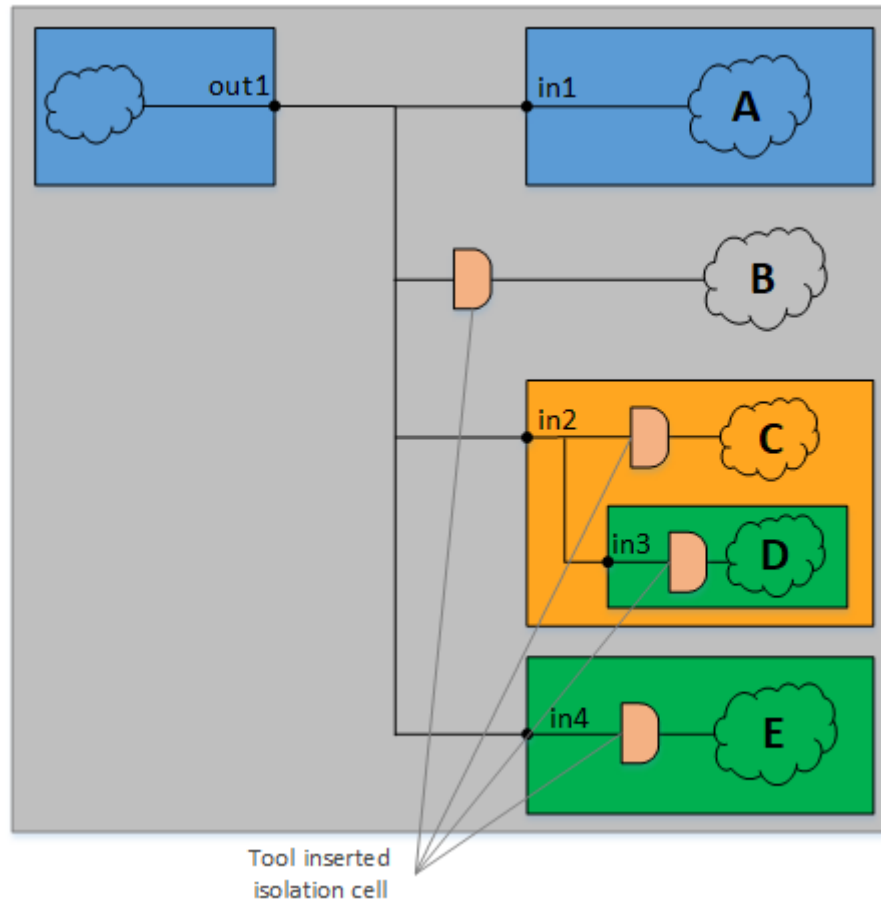 out1
in1
A
B
in2
C
in3
D
in4
E
Tool inserted
isolation cell